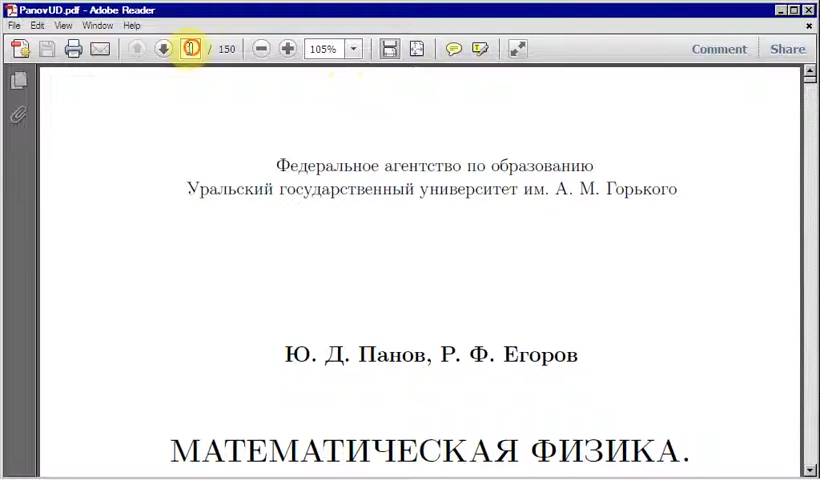 PanovUD.pdf - Adobe Reader
File Edit View Window Help
/ 150 105% Comment Share
Федеральное агентство по образованию
Уральский государственный университет им. А. М. Горького
Ю. Д. Панов, Р. Ф. Егоров
МАТЕМАТИЧЕСКАЯ ФИЗИКА.